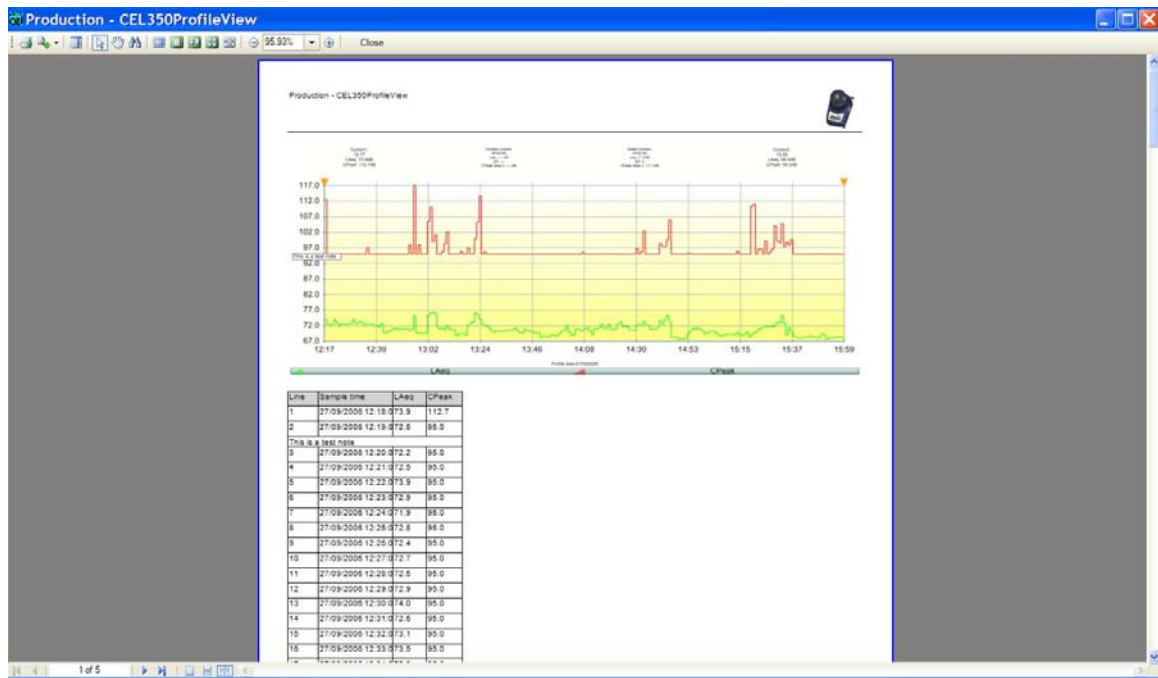 Production - CEL350ProfileView
95.93%
Close
Production - CEL350ProfileView
117.0
112.0
107.0
102.0
97.0
This is a test note
92.0
87.0
82.0
77.0
72.0
67.0
12:17 12:39 13:02 13:24 13:46 14:08 14:30 14:53 15:15 15:37 15:59
LAeq CPeak
Line Sample time LAeq CPeak
1 27/09/2006 12:18:0 73.9 112.7
2 27/09/2006 12:19:0 72.8 95.0
This is a test note
3 27/09/2006 12:20:0 72.2 95.0
4 27/09/2006 12:21:0 72.5 95.0
5 27/09/2006 12:22:0 73.9 95.0
6 27/09/2006 12:23:0 72.9 95.0
7 27/09/2006 12:24:0 71.9 95.0
8 27/09/2006 12:25:0 72.8 95.0
9 27/09/2006 12:26:0 72.4 95.0
10 27/09/2006 12:27:0 72.7 95.0
11 27/09/2006 12:28:0 72.5 95.0
12 27/09/2006 12:29:0 72.9 95.0
13 27/09/2006 12:30:0 74.0 95.0
14 27/09/2006 12:31:0 72.6 95.0
15 27/09/2006 12:32:0 73.1 95.0
16 27/09/2006 12:33:0 73.5 95.0
1 of 5